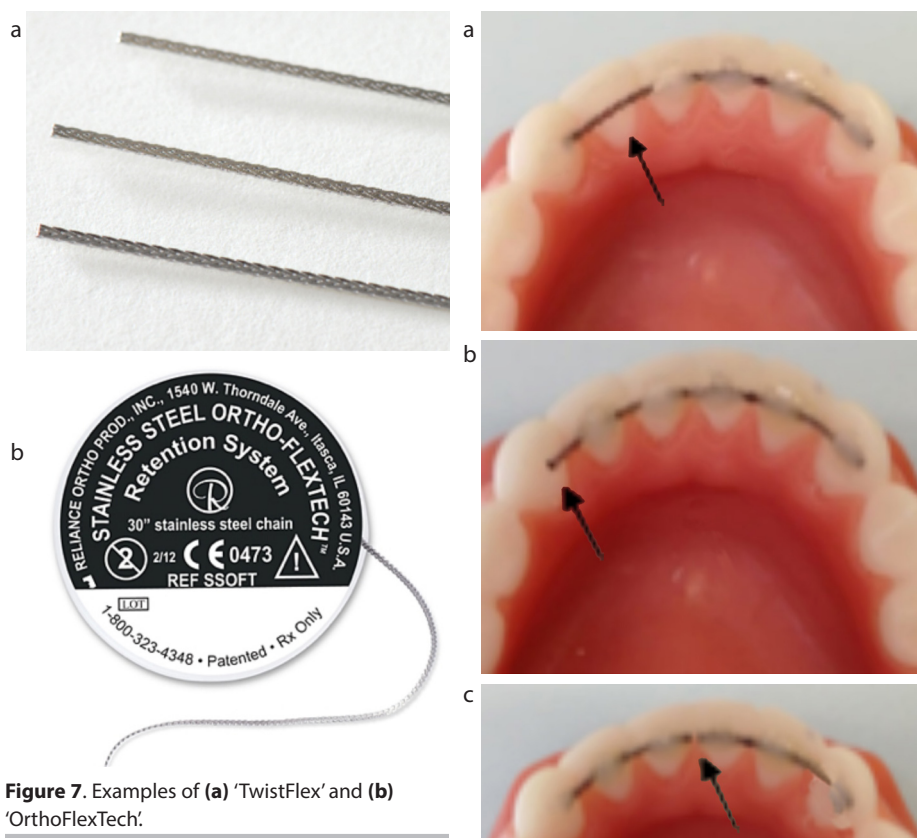 a
b
RELIANCE ORTHO PROD., INC., 1540 W. Thorndale Ave., Itasca, IL 60143 U.S.A.
STAINLESS STEEL ORTHO-FLEXTECH™
Retention System
R
30” stainless steel chain
2
2/12 CE 0473 !
REF SSOFT
LOT
1-800-323-4348 • Patented • Rx Only
Figure 7. Examples of (a) ‘TwistFlex’ and (b)
‘OrthoFlexTech’.
a
b
c